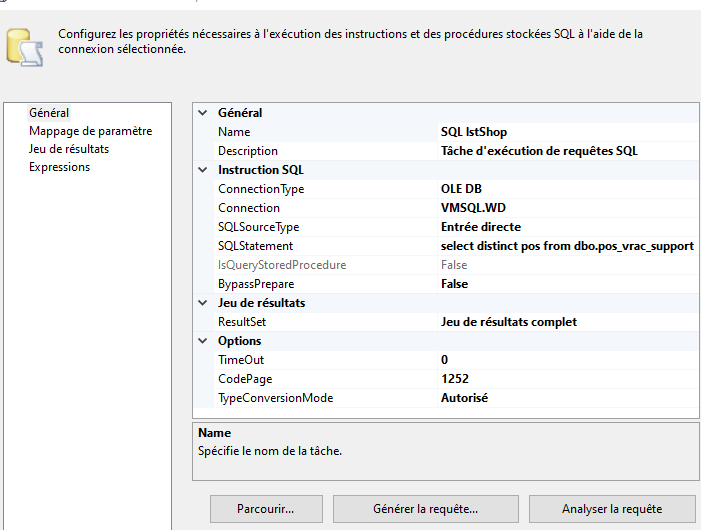 Configurez les propriétés nécessaires à l'exécution des instructions et des procédures stockées SQL à l'aide de la
connexion sélectionnée.
Général
Mappage de paramètre
Jeu de résultats
Expressions
Général
Name SQL lstShop
Description Tâche d'exécution de requêtes SQL
Instruction SQL
ConnectionType OLE DB
Connection VMSQL.WD
SQLSourceType Entrée directe
SQLStatement select distinct pos from dbo.pos_vrac_support
IsQueryStoredProcedure False
BypassPrepare False
Jeu de résultats
ResultSet Jeu de résultats complet
Options
TimeOut 0
CodePage 1252
TypeConversionMode Autorisé
Name
Spécifie le nom de la tâche.
Parcourir... Générer la requête... Analyser la requête